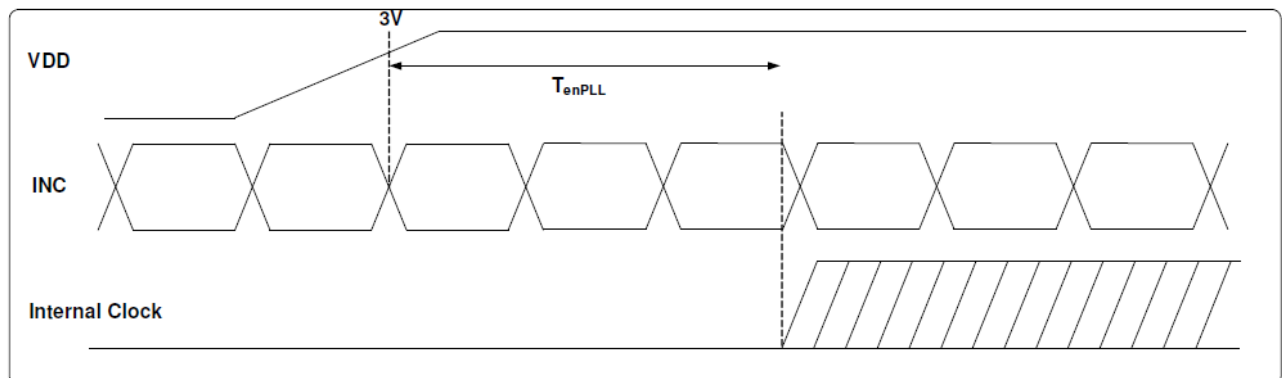 3V
VDD
TenPLL
INC
Internal Clock